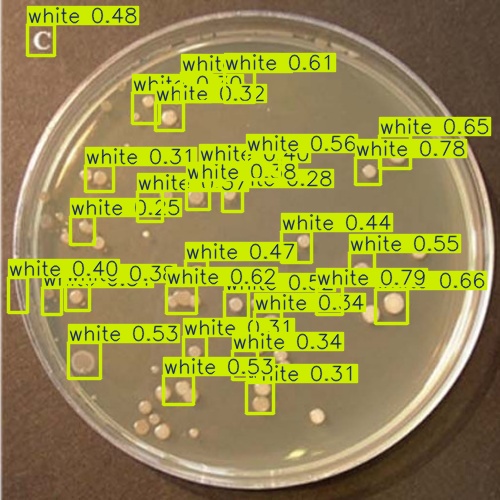 white 0.48
C
white 0.61
white 0.32
white 0.65
white 0.56
white 0.78
white 0.31
white 0.38
0.28
white
0.25
white 0.44
white 0.55
white 0.47
white 0.40
white 0.62
white 0.79
0.66
white 0.34
0.31
white 0.53
white 0.34
white 0.53
0.31